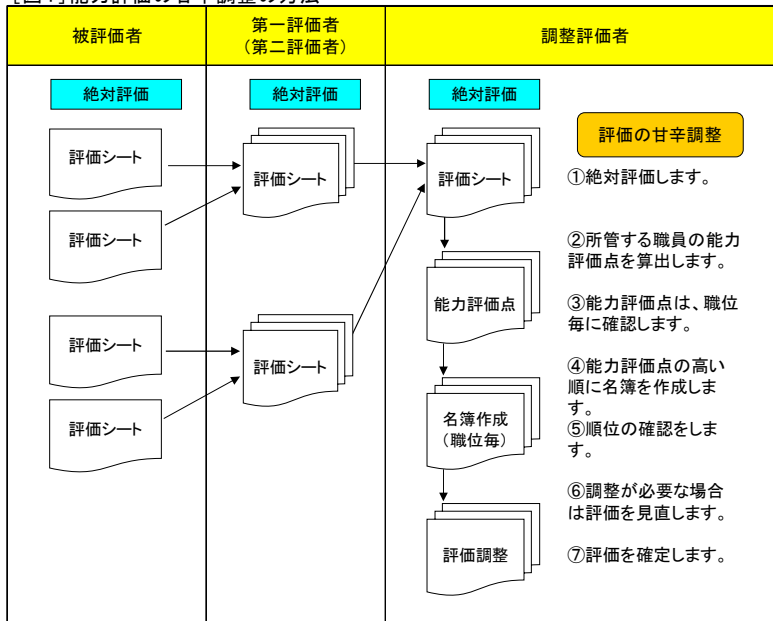 被評価者
第一評価者
（第二評価者）
調整評価者
絶対評価
絶対評価
絶対評価
評価シート
評価シート
評価シート
評価シート
評価シート
評価シート
評価シート
能力評価点
名簿作成
（職位毎）
評価調整
評価の甘辛調整
①絶対評価します。
②所管する職員の能力
評価点を算出します。
③能力評価点は、職位
毎に確認します。
④能力評価点の高い
順に名簿を作成しま
す。
⑤順位の確認をしま
す。
⑥調整が必要な場合
は評価を見直します。
⑦評価を確定します。